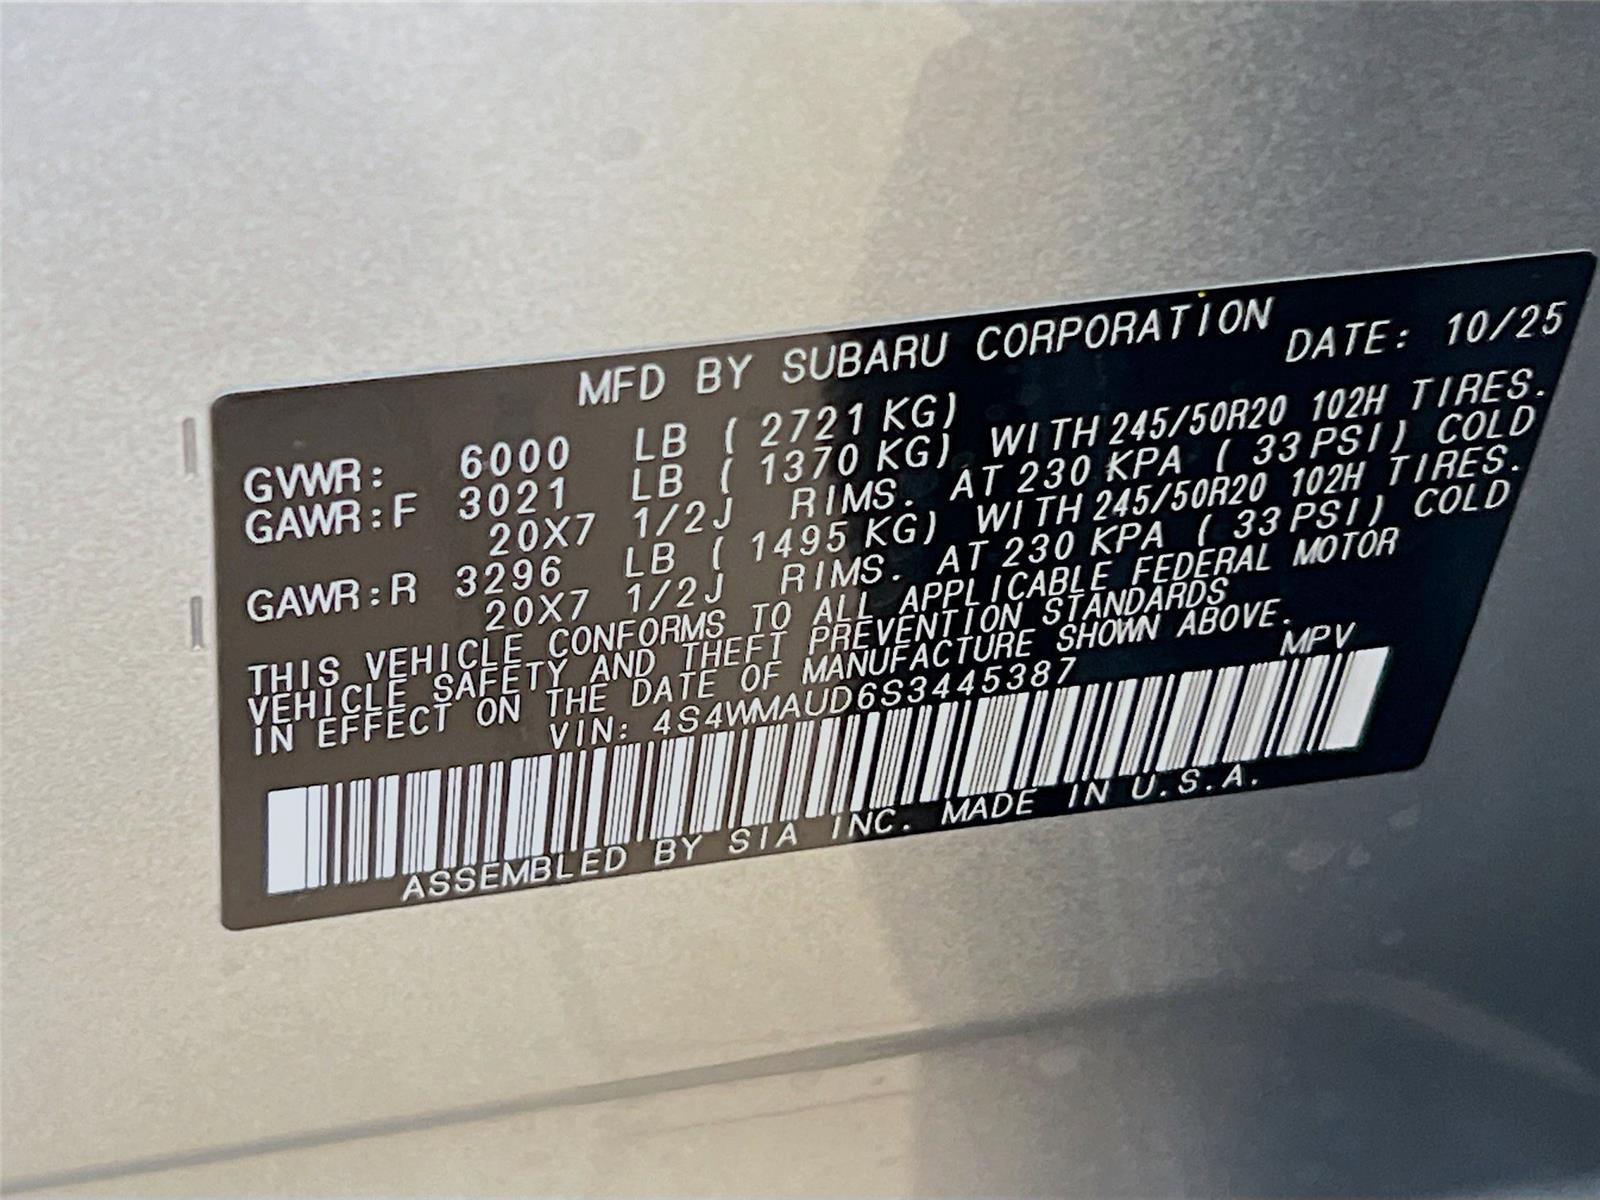 MFD BY SUBARU CORPORATION
DATE: 10/25
GVWR: 6000 LB ( 2721 KG)
GAWR:F 3021 LB ( 1370 KG) WITH 245/50R20 102H TIRES.
20X7 1/2J RIMS. AT 230 KPA ( 33 PSI) COLD
GAWR:R 3296 LB ( 1495 KG) WITH 245/50R20 102H TIRES.
20X7 1/2J RIMS. AT 230 KPA ( 33 PSI) COLD
THIS VEHICLE CONFORMS TO ALL APPLICABLE FEDERAL MOTOR
VEHICLE SAFETY AND THEFT PREVENTION STANDARDS
IN EFFECT ON THE DATE OF MANUFACTURE SHOWN ABOVE.
VIN: 4S4WMAUD6S3445387 MPV
ASSEMBLED BY SIA INC. MADE IN U.S.A.